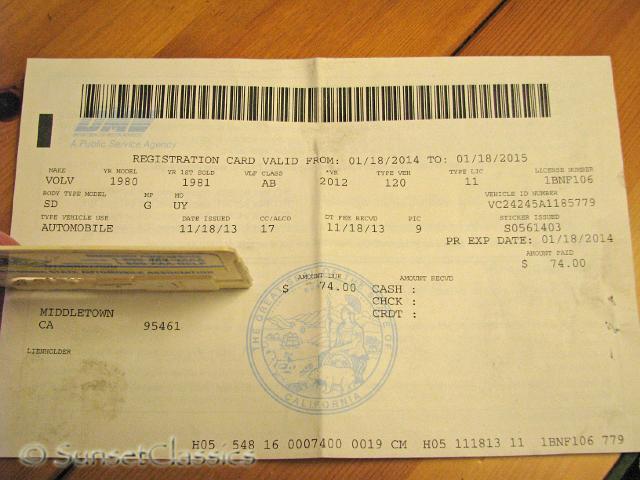 DMV
A Public Service Agency
REGISTRATION CARD VALID FROM: 01/18/2014 TO: 01/18/2015
MAKE YR MODEL YR 1ST SOLD VLF CLASS *YR TYPE VEH TYPE LIC LICENSE NUMBER
VOLV 1980 1981 AB 2012 120 11 1BNF106
BODY TYPE MODEL MP MO VEHICLE ID NUMBER
SD G UY VC24245A1185779
TYPE VEHICLE USE DATE ISSUED CC/ALCO DT FEE RECVD PIC STICKER ISSUED
AUTOMOBILE 11/18/13 17 11/18/13 9 S0561403
PR EXP DATE: 01/18/2014
AMOUNT PAID
$ 74.00
AMOUNT DUE AMOUNT RECVD
$ 74.00 CASH :
CHCK :
CRDT :
STATE AUTOMOBILE ASSOCIATION
MIDDLETOWN
CA 95461
LIENHOLDER
THE GREAT SEAL OF THE STATE OF CALIFORNIA
H05 548 16 0007400 0019 CM H05 111813 11 1BNF106 779
© SunsetClassics